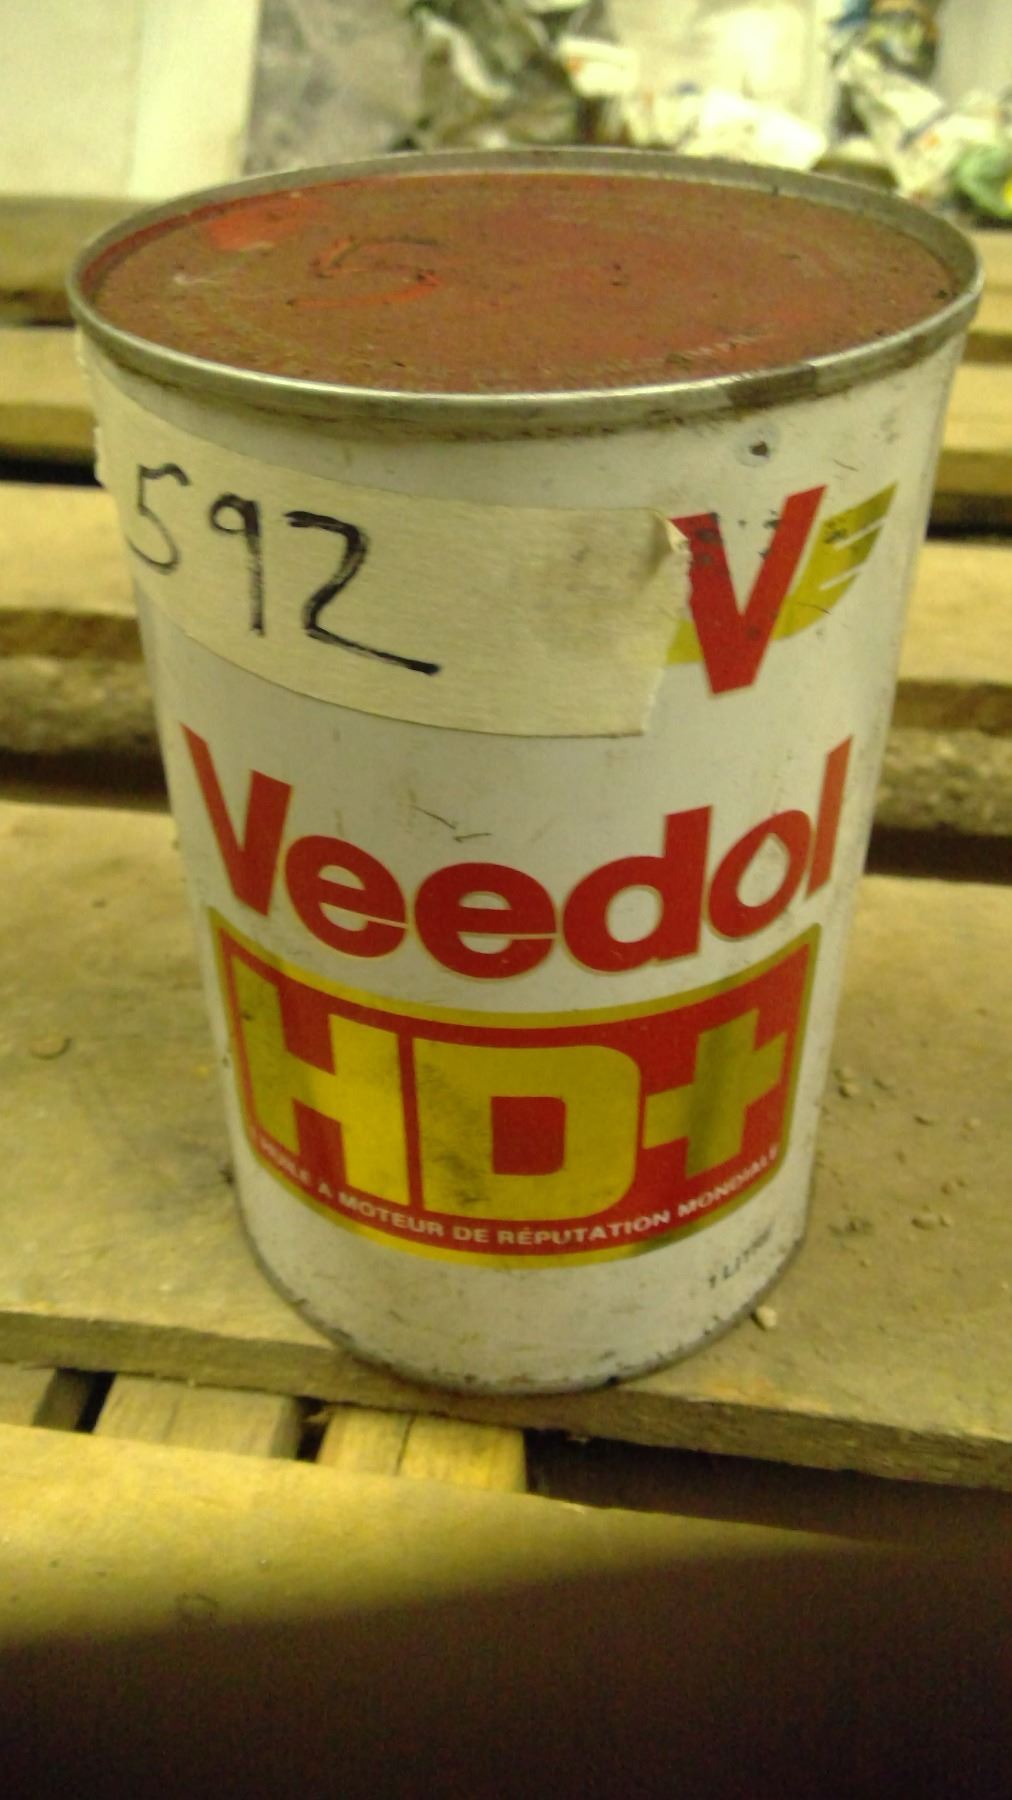 592
V
Veedol
HD+
HUILE A MOTEUR DE RÉPUTATION MONDIALE
1 LITRE